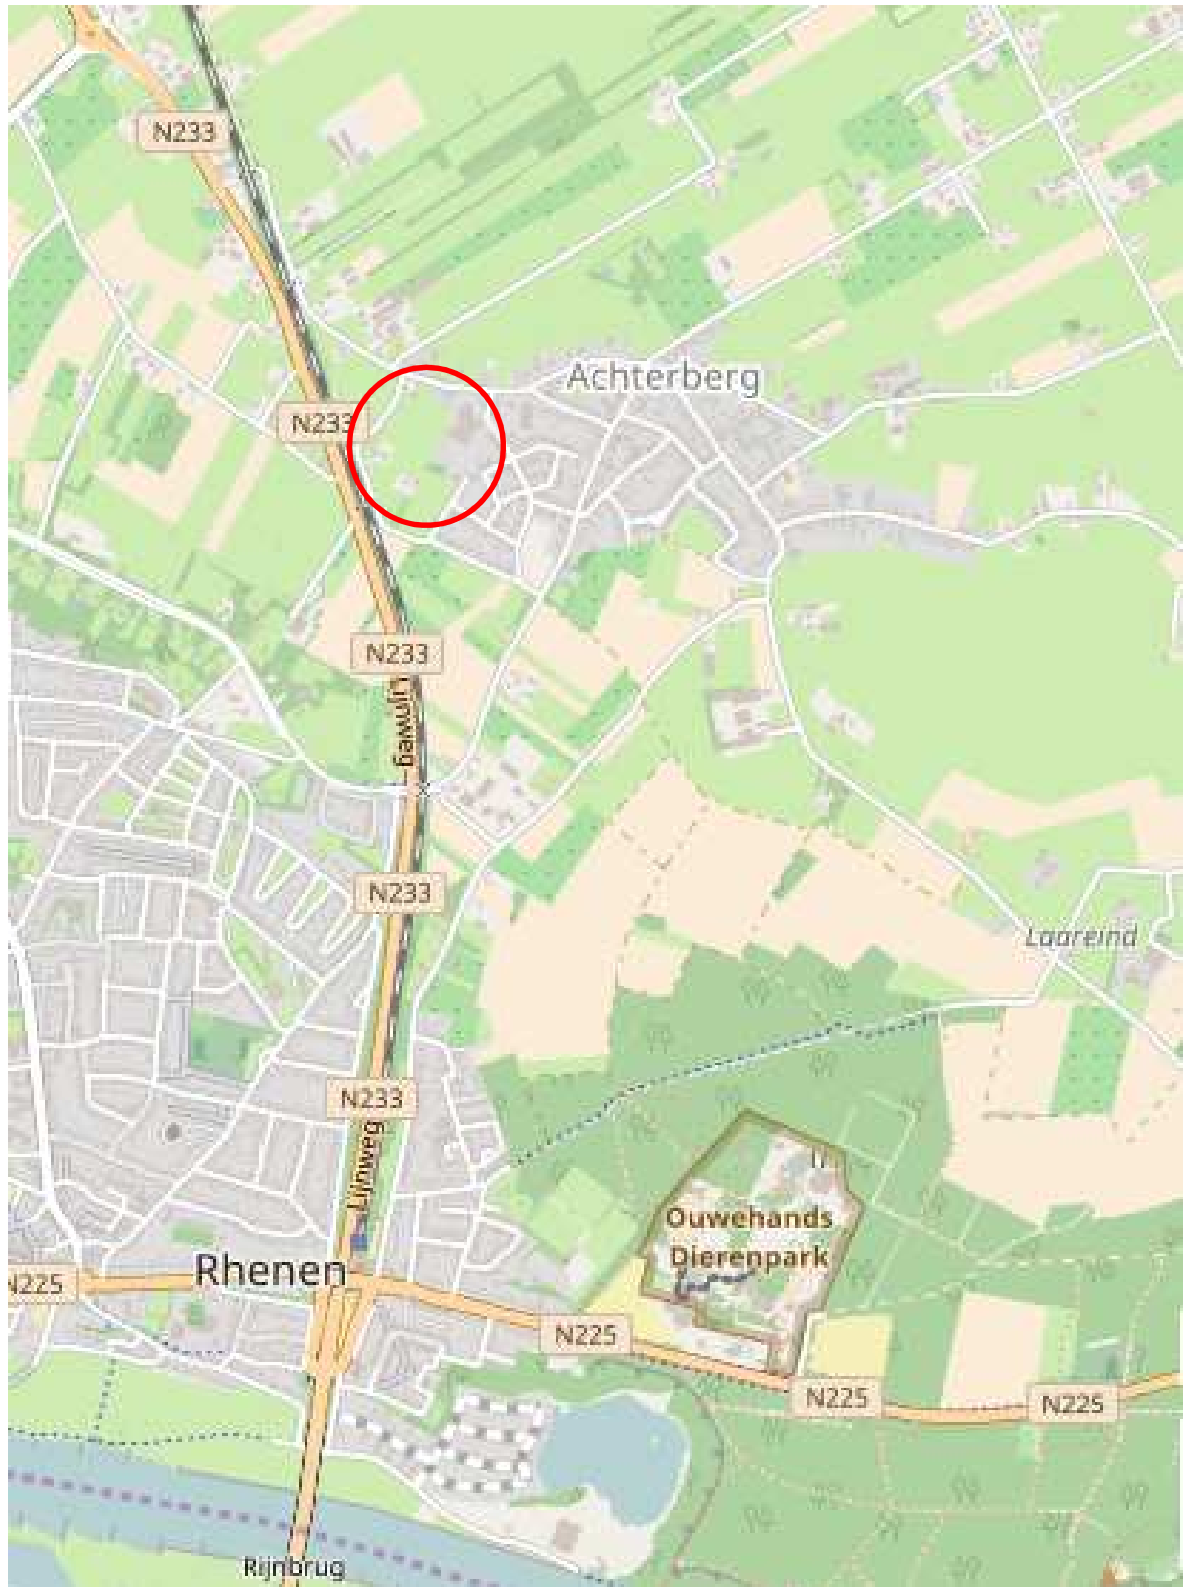 N233
Achterberg
N233
N233
Lijnweg
N233
Laareind
N233
Lijnweg
Ouwehands
Dierenpark
Rhenen
N225
N225
N225
N225
Rijnbrug